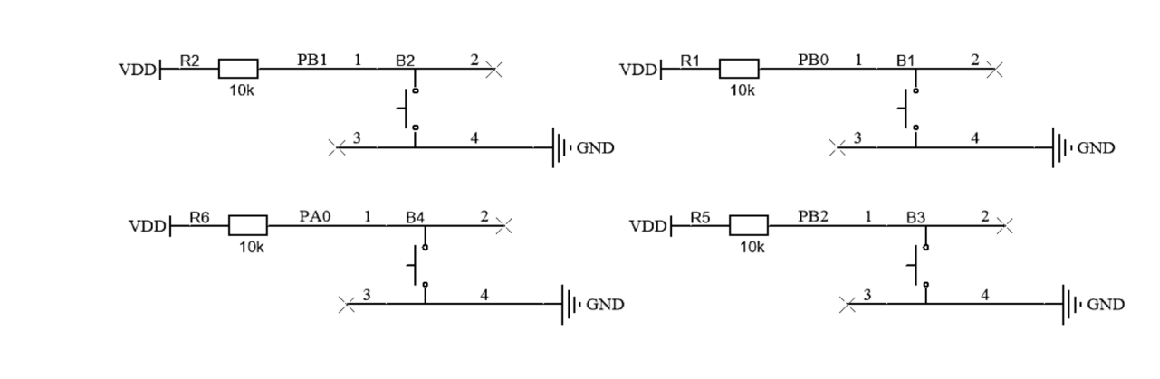 VDD R2 PB1 1 B2 2
10k
3 4 GND
VDD R1 PB0 1 B1 2
10k
3 4 GND
VDD R6 PA0 1 B4 2
10k
3 4 GND
VDD R5 PB2 1 B3 2
10k
3 4 GND